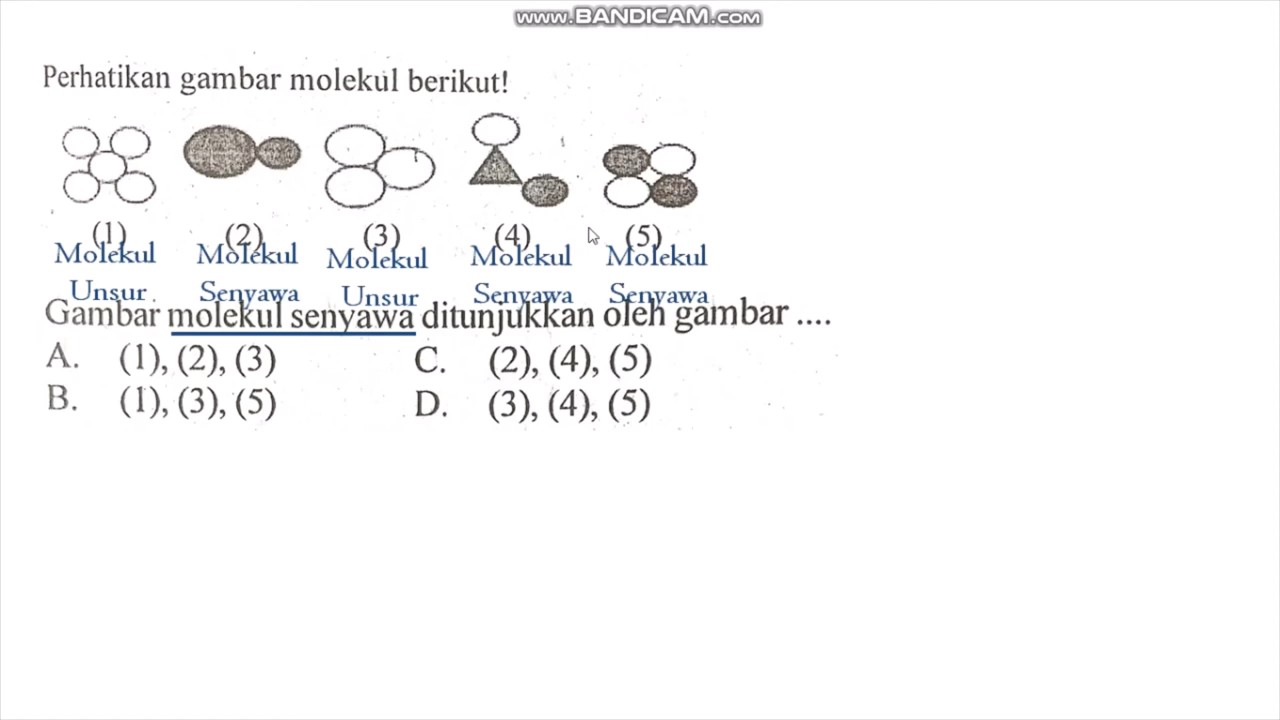 www.BANDICAM.com
Perhatikan gambar molekul berikut!
(1) (2) (3) (4) (5)
Molekul Molekul Molekul Molekul Molekul
Unsur Senyawa Unsur Senyawa Senyawa
Gambar molekul senyawa ditunjukkan oleh gambar ....
A. (1), (2), (3) C. (2), (4), (5)
B. (1), (3), (5) D. (3), (4), (5)